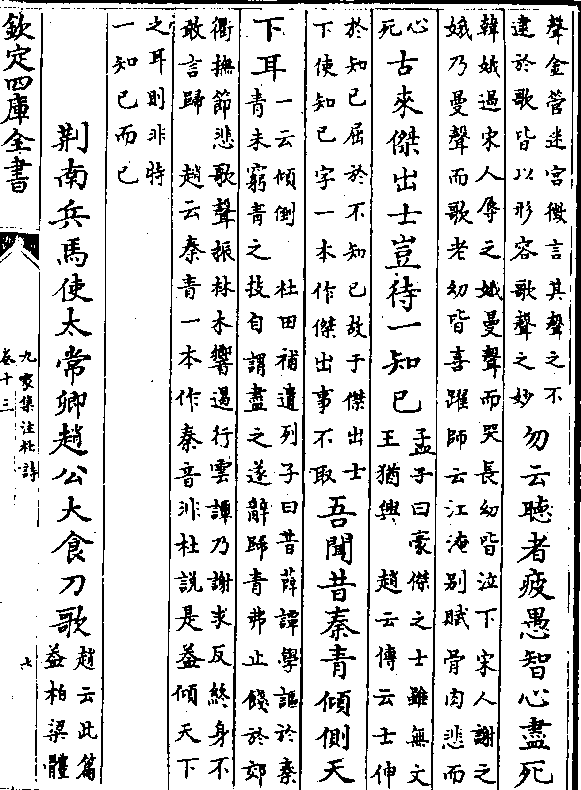 聲金管迷宫徵言其聲之不
逮於歌皆以形容歌聲之妙
勿云聽者疲愚智心盡死
韓娥過宋人辱之娥曼聲而哭長幼皆泣下宋人謝之
娥乃曼聲而歌老幼皆喜躍師云江淹别賦骨肉悲而
心
死
古來傑出士豈待一知已
孟子曰豪傑之士雖無文
王猶興 趙云傳云士伸
於知已屈於不知已故于傑出士
下使知已字一本作傑出事不取
吾聞昔秦青傾側天
下耳
一云傾倒 杜田補遺列子曰昔薛譚學謳於秦
青未窮青之技自謂盡之遂辭歸青弗止餞於郊
衢撫節悲歌聲振林木響遏行雲譚乃謝求反終身不
敢言歸 趙云秦青一本作秦音非杜說是葢傾天下
之耳則非特
一知已而已
荆南兵馬使太常卿趙公大食刀歌
趙云此篇
葢柏梁體
欽定四庫全書
九家集注杜詩
卷十三
七